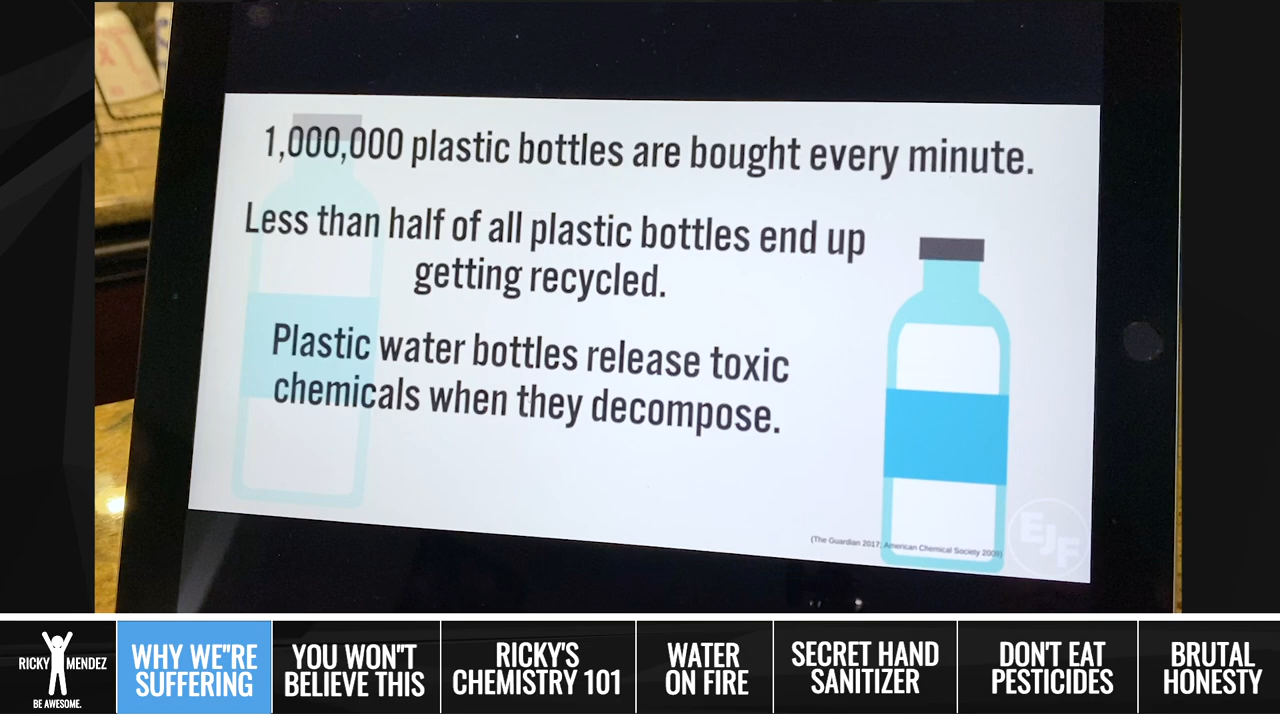 1,000,000 plastic bottles are bought every minute.
Less than half of all plastic bottles end up
getting recycled.
Plastic water bottles release toxic
chemicals when they decompose.
(The Guardian 2017; American Chemical Society 2009)
EJF
RICKY MENDEZ
BE AWESOME.
WHY WE"RE
SUFFERING
YOU WON"T
BELIEVE THIS
RICKY'S
CHEMISTRY 101
WATER
ON FIRE
SECRET HAND
SANITIZER
DON'T EAT
PESTICIDES
BRUTAL
HONESTY